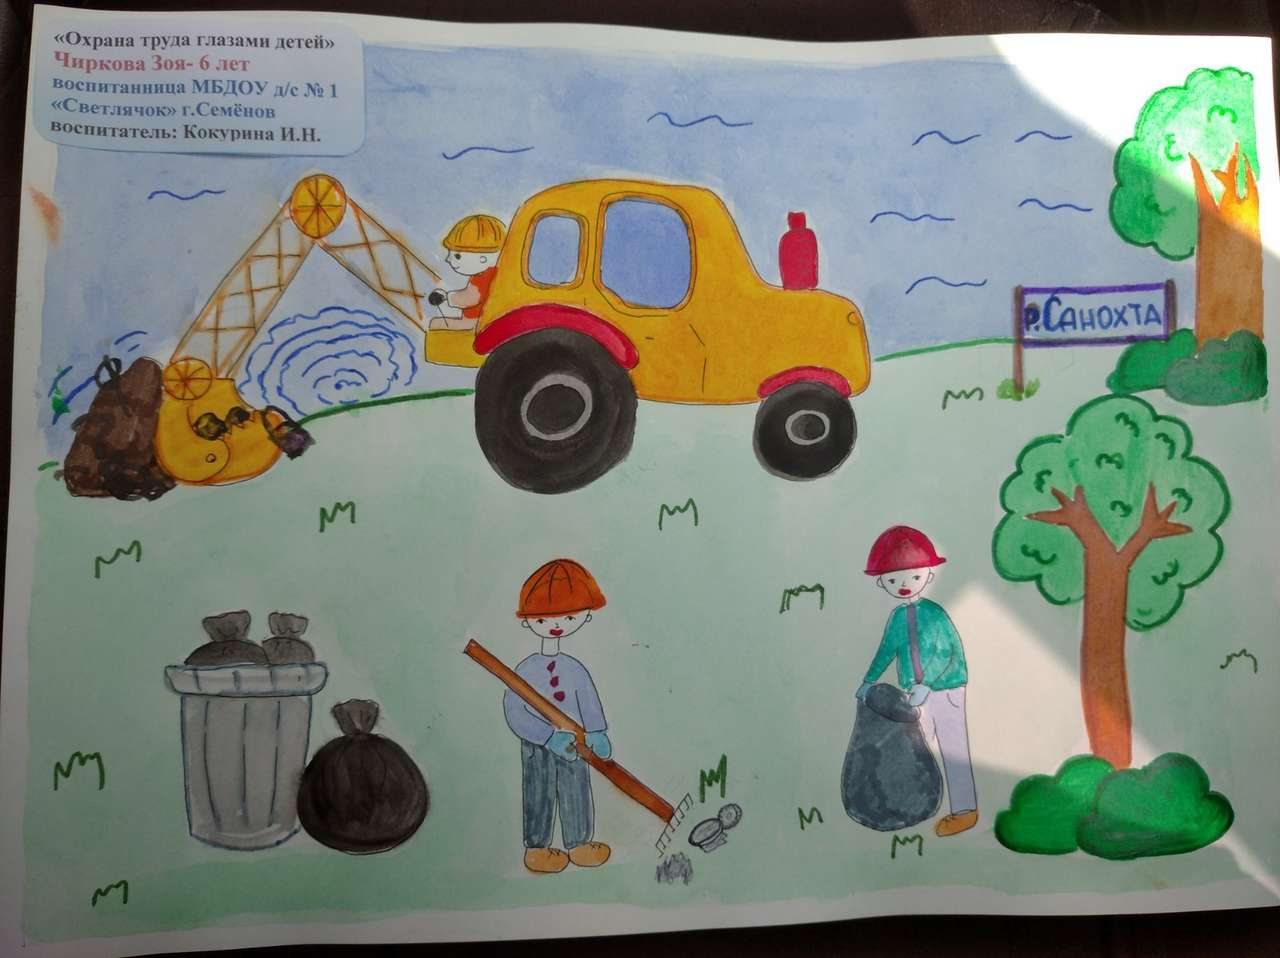 «Охрана труда глазами детей»
Чиркова Зоя- 6 лет
воспитанница МБДОУ д/с № 1
«Светлячок» г.Семёнов
воспитатель: Кокурина И.Н.
р.САНОХТА